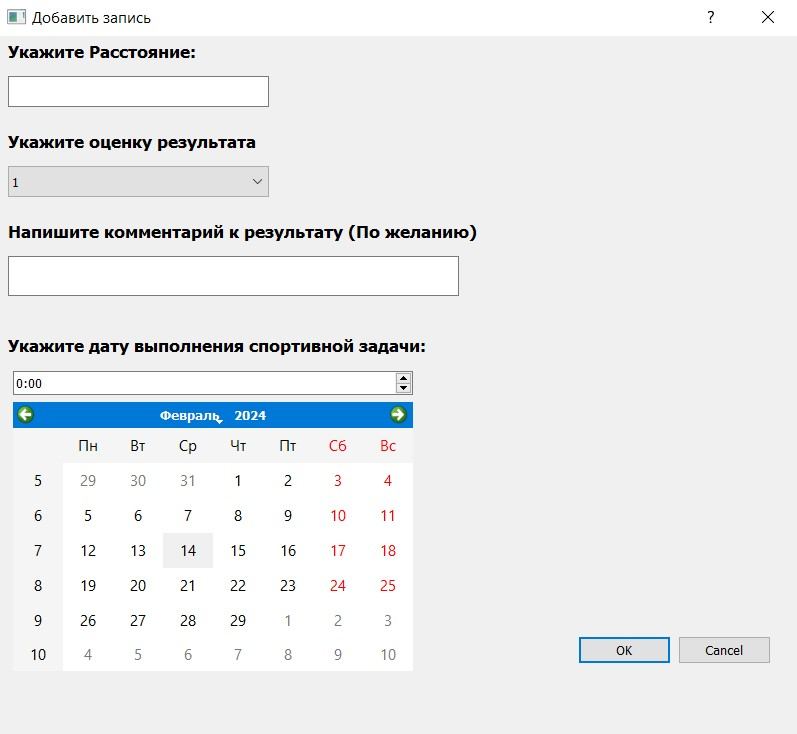 Добавить запись ?
Укажите Расстояние:
Укажите оценку результата
1
Напишите комментарий к результату (По желанию)
Укажите дату выполнения спортивной задачи:
0:00
Февраль 2024
Пн Вт Ср Чт Пт Сб Вс
5 29 30 31 1 2 3 4
6 5 6 7 8 9 10 11
7 12 13 14 15 16 17 18
8 19 20 21 22 23 24 25
9 26 27 28 29 1 2 3
10 4 5 6 7 8 9 10
OK Cancel